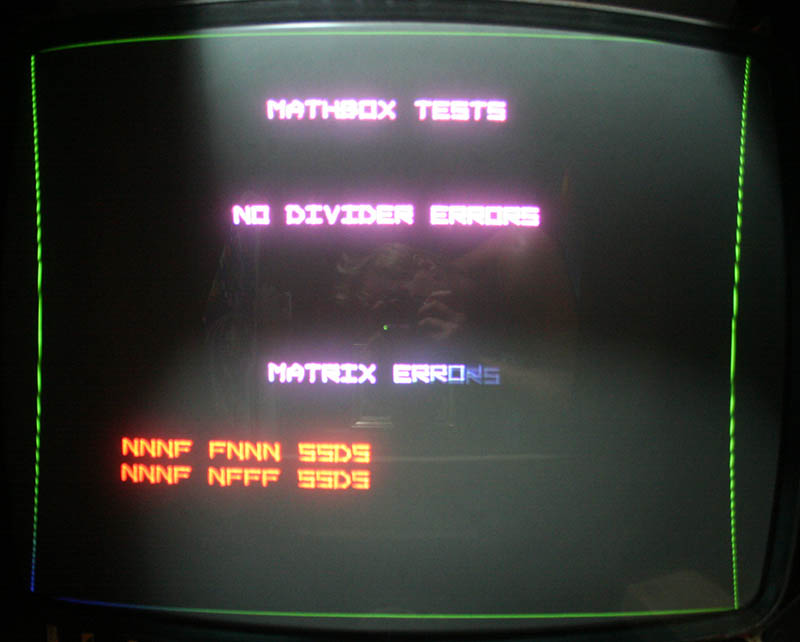 MATHBOX TESTS
NO DIVIDER ERRORS
MATRIX ERRORS
NNNF FNNN SSDS
NNNF NFFF SSDS